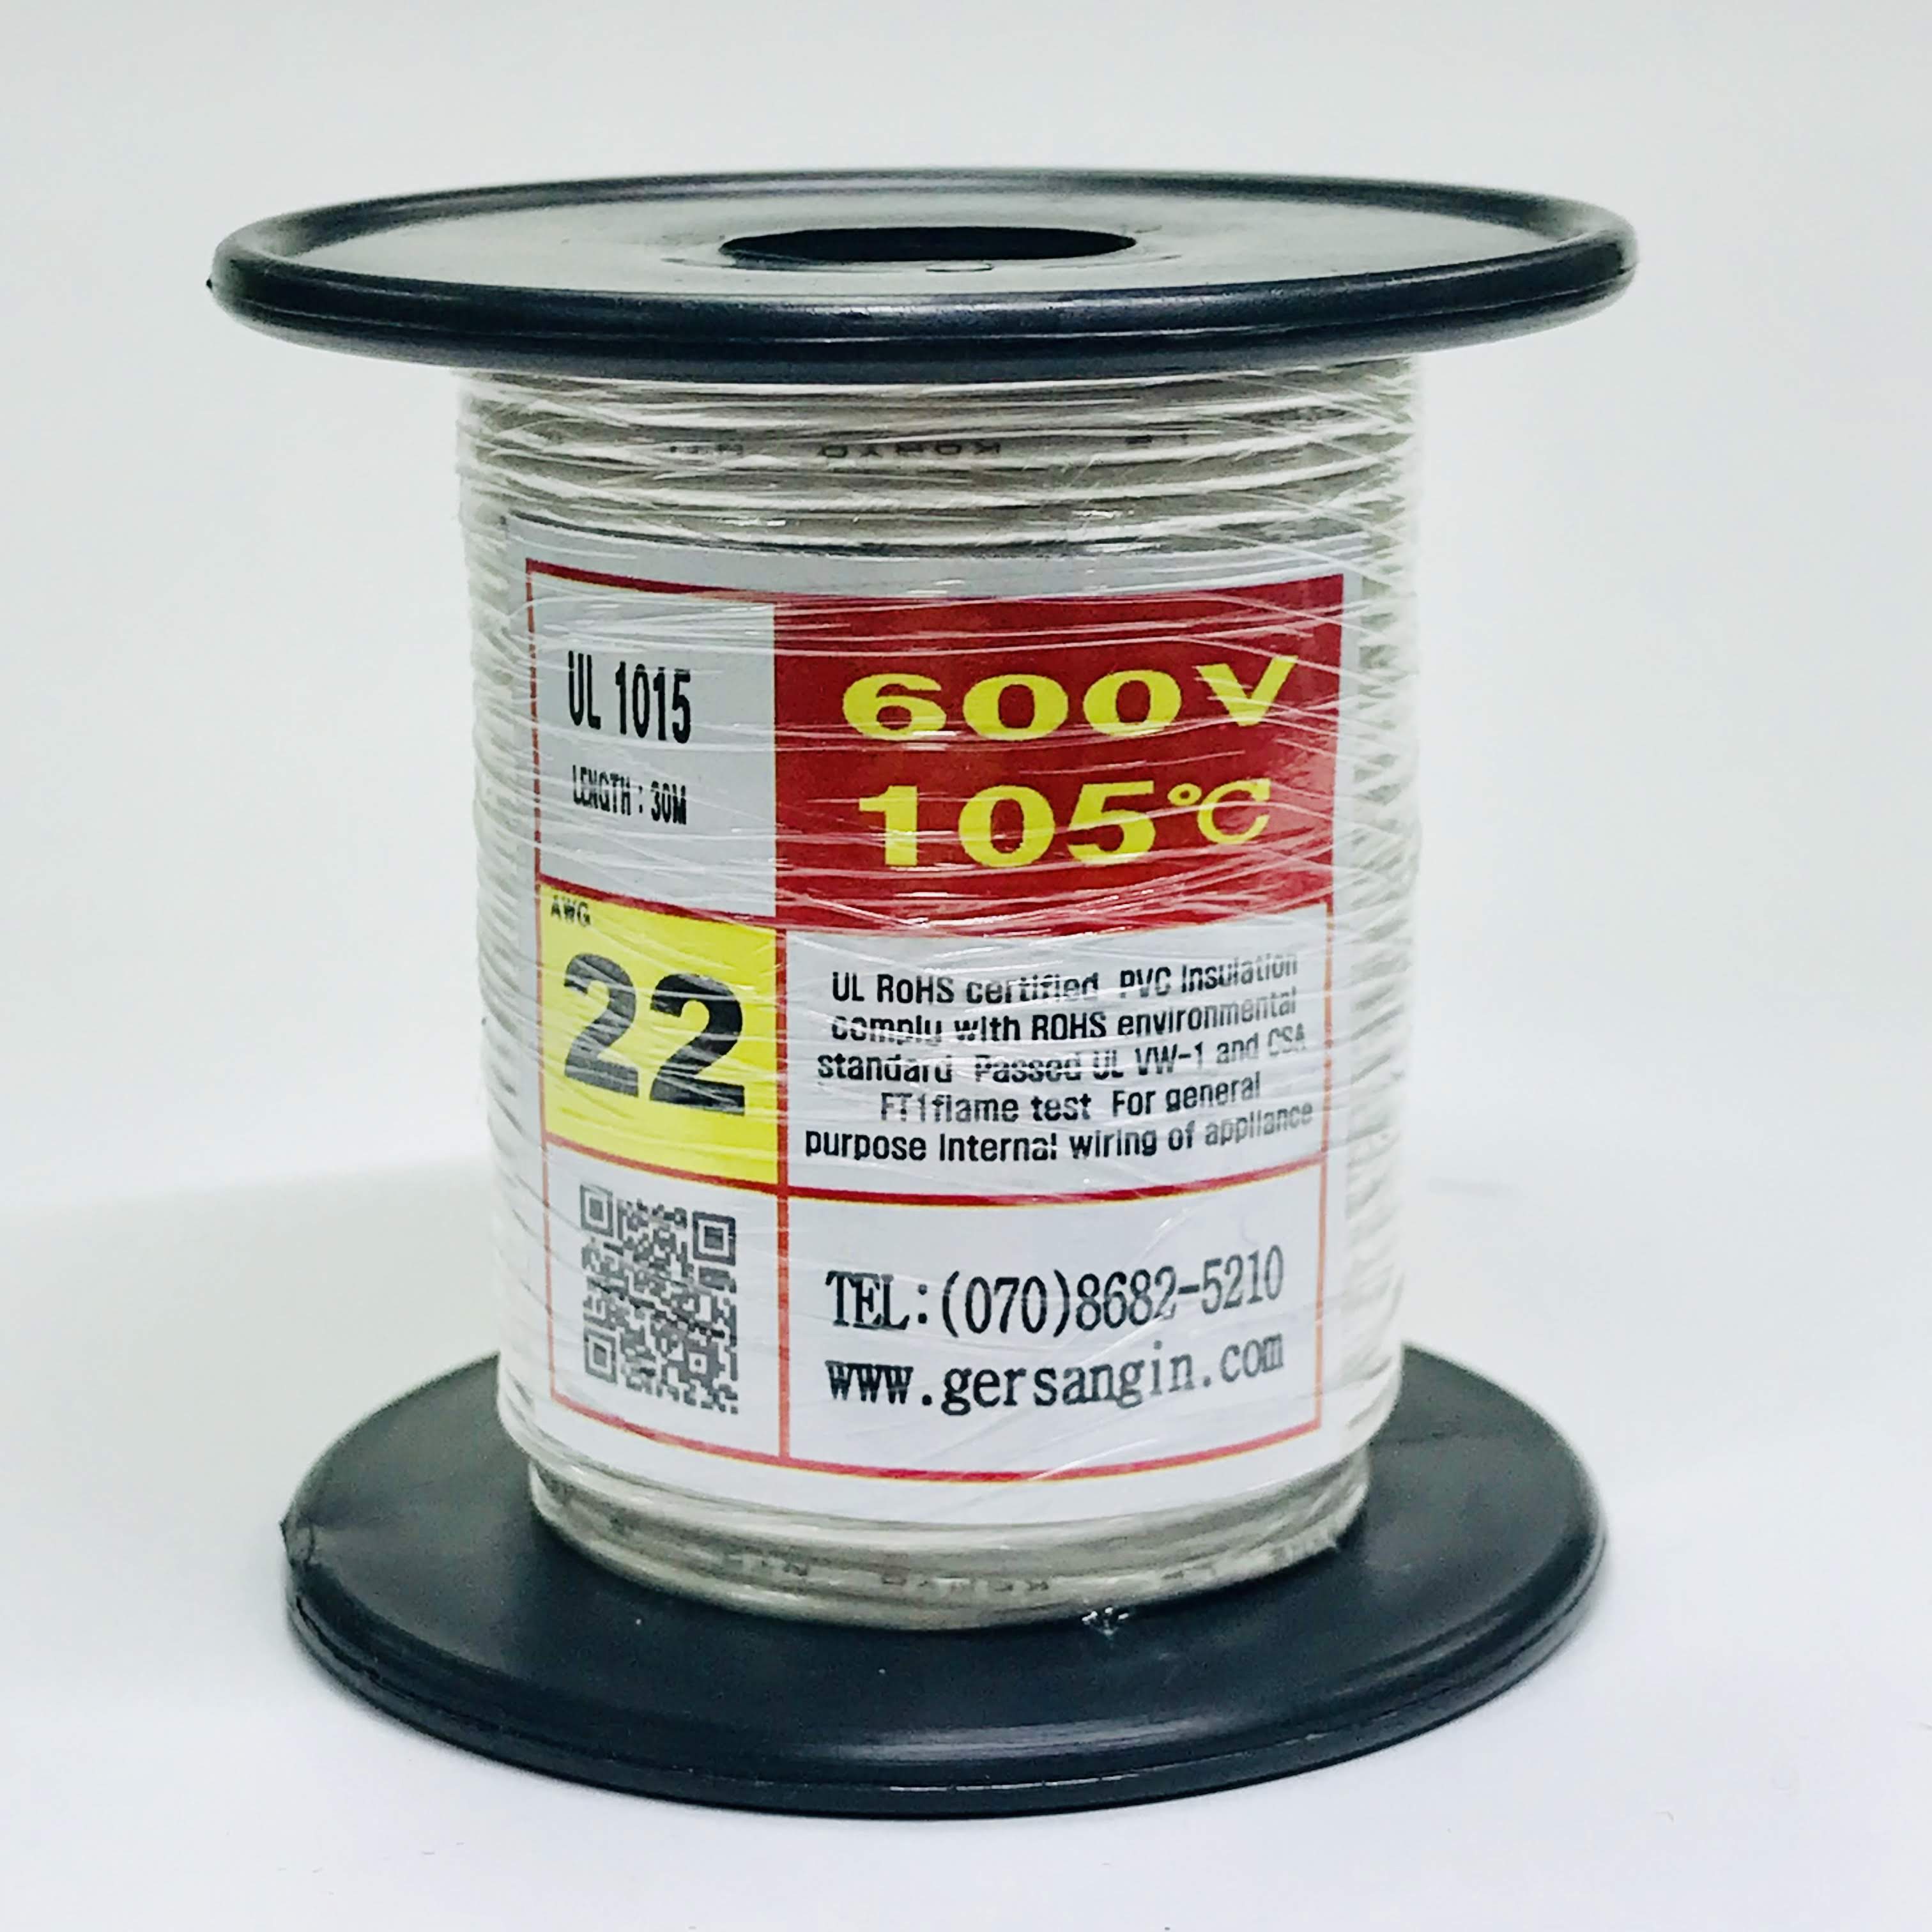 UL 1015
LENGTH : 30M
600V
105℃
AWG
22
UL RoHS certified PVC Insulation
comply with ROHS environmental
standard Passed UL VW-1 and CSA
FT1flame test For general
purpose Internal wiring of appliance
TEL:(070)8682-5210
www.gersangin.com